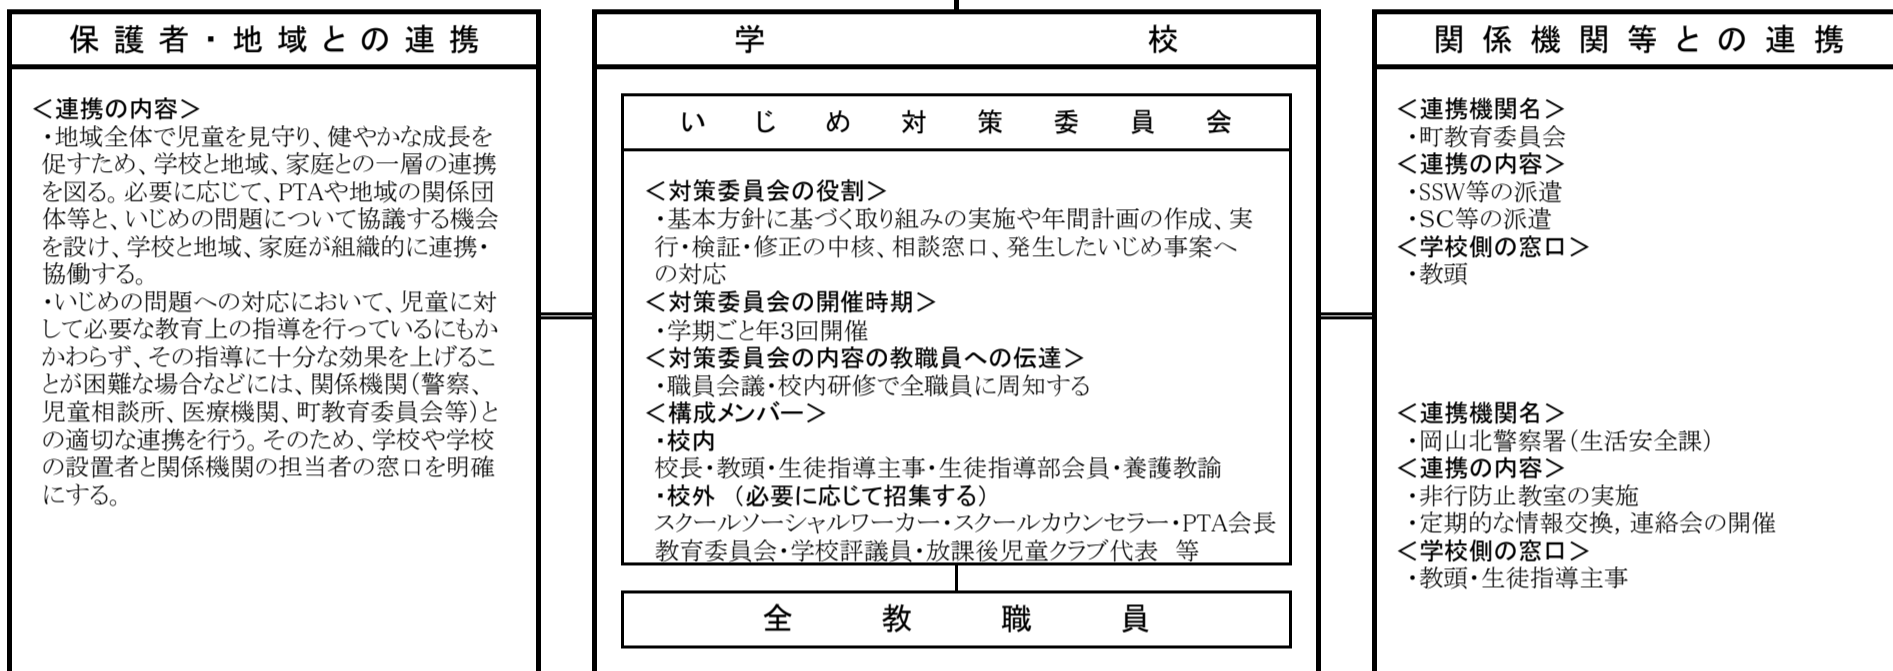 保護者・地域との連携
＜連携の内容＞
・地域全体で児童を見守り、健やかな成長を
促すため、学校と地域、家庭との一層の連携
を図る。必要に応じて、PTAや地域の関係団
体等と、いじめの問題について協議する機会
を設け、学校と地域、家庭が組織的に連携・
協働する。
・いじめの問題への対応において、児童に対
して必要な教育上の指導を行っているにもか
かわらず、その指導に十分な効果を上げるこ
とが困難な場合などには、関係機関（警察、
児童相談所、医療機関、町教育委員会等）と
の適切な連携を行う。そのため、学校や学校
の設置者と関係機関の担当者の窓口を明確
にする。
学校
いじめ対策委員会
＜対策委員会の役割＞
・基本方針に基づく取り組みの実施や年間計画の作成、実
行・検証・修正の中核、相談窓口、発生したいじめ事案へ
の対応
＜対策委員会の開催時期＞
・学期ごと年3回開催
＜対策委員会の内容の教職員への伝達＞
・職員会議・校内研修で全職員に周知する
＜構成メンバー＞
・校内
校長・教頭・生徒指導主事・生徒指導部会員・養護教諭
・校外　（必要に応じて招集する）
スクールソーシャルワーカー・スクールカウンセラー・PTA会長
教育委員会・学校評議員・放課後児童クラブ代表　等
全教職員
関係機関等との連携
＜連携機関名＞
・町教育委員会
＜連携の内容＞
・SSW等の派遣
・SC等の派遣
＜学校側の窓口＞
・教頭
＜連携機関名＞
・岡山北警察署（生活安全課）
＜連携の内容＞
・非行防止教室の実施
・定期的な情報交換，連絡会の開催
＜学校側の窓口＞
・教頭・生徒指導主事